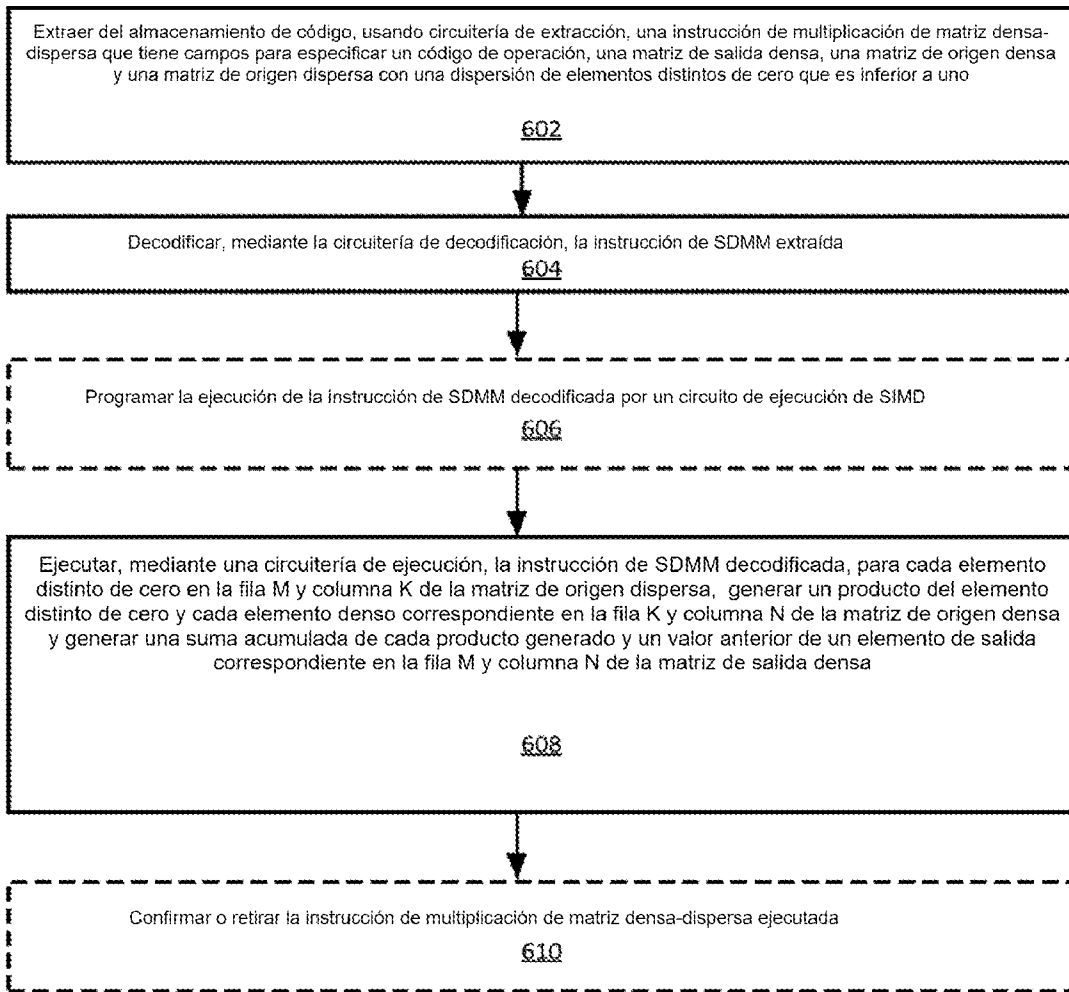 Extraer del almacenamiento de código, usando circuitería de extracción, una instrucción de multiplicación de matriz densa-
dispersa que tiene campos para especificar un código de operación, una matriz de salida densa, una matriz de origen densa
y una matriz de origen dispersa con una dispersión de elementos distintos de cero que es inferior a uno
602
Decodificar, mediante la circuitería de decodificación, la instrucción de SDMM extraída
604
Programar la ejecución de la instrucción de SDMM decodificada por un circuito de ejecución de SIMD
606
Ejecutar, mediante una circuitería de ejecución, la instrucción de SDMM decodificada, para cada elemento
distinto de cero en la fila M y columna K de la matriz de origen dispersa, generar un producto del elemento
distinto de cero y cada elemento denso correspondiente en la fila K y columna N de la matriz de origen densa
y generar una suma acumulada de cada producto generado y un valor anterior de un elemento de salida
correspondiente en la fila M y columna N de la matriz de salida densa
608
Confirmar o retirar la instrucción de multiplicación de matriz densa-dispersa ejecutada
610